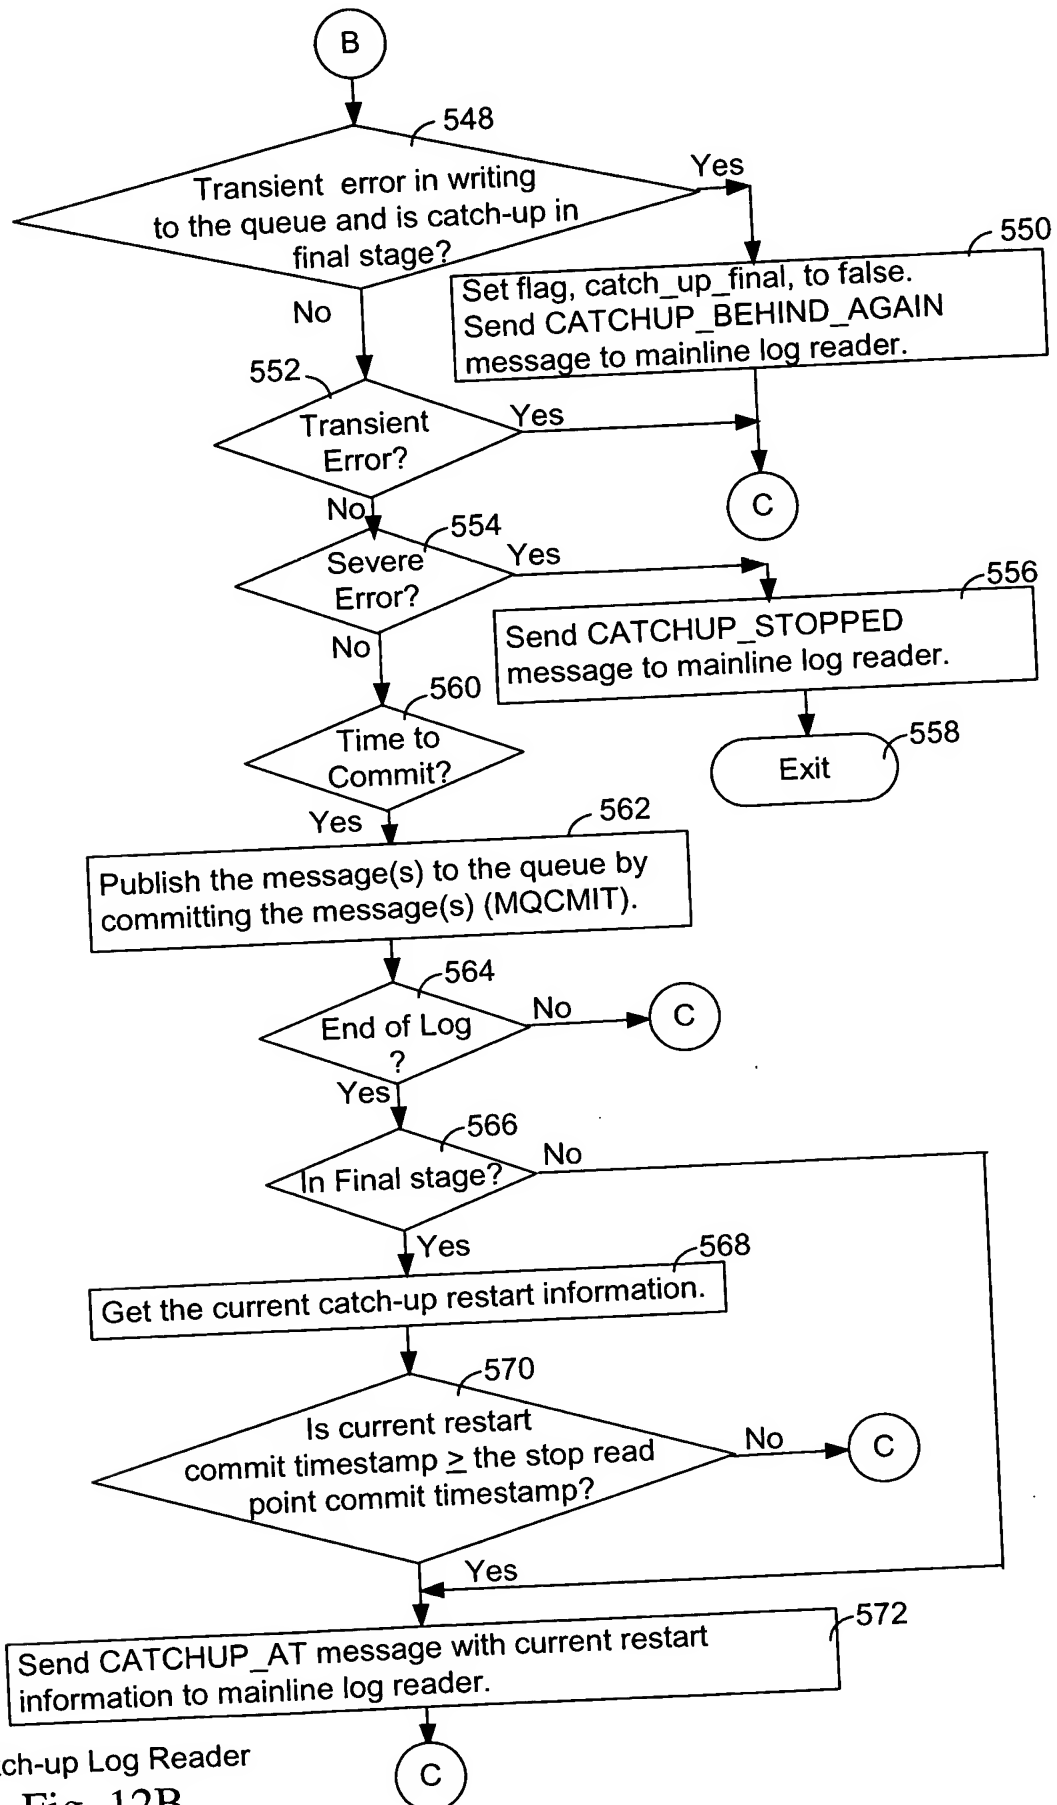 B
548
Transient error in writing
to the queue and is catch-up in
final stage?
Yes
No
550
Set flag, catch_up_final, to false.
Send CATCHUP_BEHIND_AGAIN
message to mainline log reader.
552
Transient
Error?
Yes
No
C
554
Severe
Error?
Yes
No
556
Send CATCHUP_STOPPED
message to mainline log reader.
558
Exit
560
Time to
Commit?
Yes
562
Publish the message(s) to the queue by
committing the message(s) (MQCMIT).
564
End of Log
?
No
C
Yes
566
In Final stage?
No
Yes
568
Get the current catch-up restart information.
570
Is current restart
commit timestamp ≥ the stop read
point commit timestamp?
No
C
Yes
572
Send CATCHUP_AT message with current restart
information to mainline log reader.
C
ch-up Log Reader
Fig. 12B